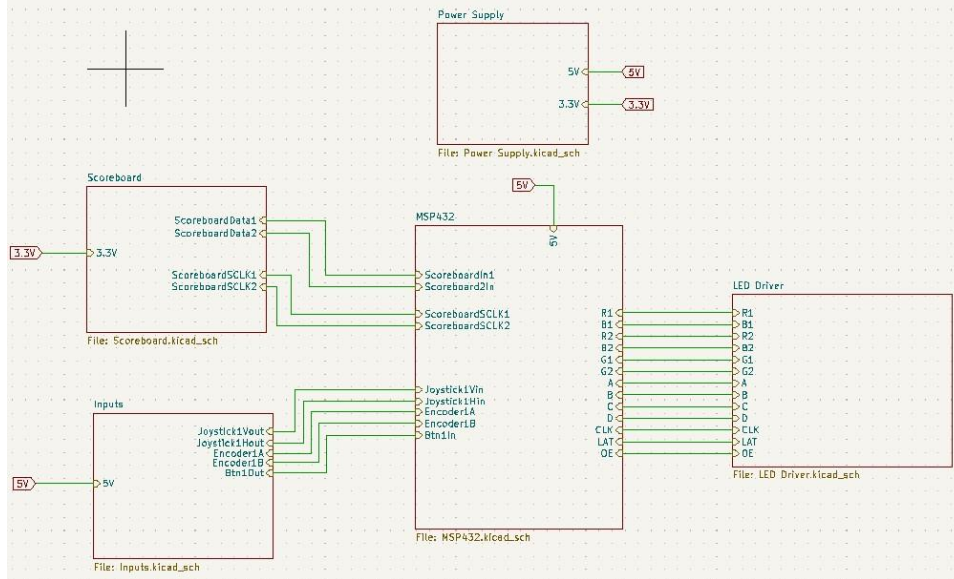 Power Supply
5V
5V
3.3V
3.3V
File: Power Supply.kicad_sch
Scoreboard
3.3V
3.3V
ScoreboardData1
ScoreboardData2
ScoreboardSCLK1
ScoreboardSCLK2
File: Scoreboard.kicad_sch
Inputs
5V
5V
Joystick1Vout
Joystick1Hout
Encoder1A
Encoder1B
Btn1Out
File: Inputs.kicad_sch
5V
MSP432
5V
ScoreboardIn1
Scoreboard2In
ScoreboardSCLK1
ScoreboardSCLK2
Joystick1Vin
Joystick1Hin
Encoder1A
Encoder1B
Btn1In
R1
B1
R2
B2
G1
G2
A
B
C
D
CLK
LAT
OE
File: MSP432.kicad_sch
LED Driver
R1
B1
R2
B2
G1
G2
A
B
C
D
CLK
LAT
OE
File: LED Driver.kicad_sch